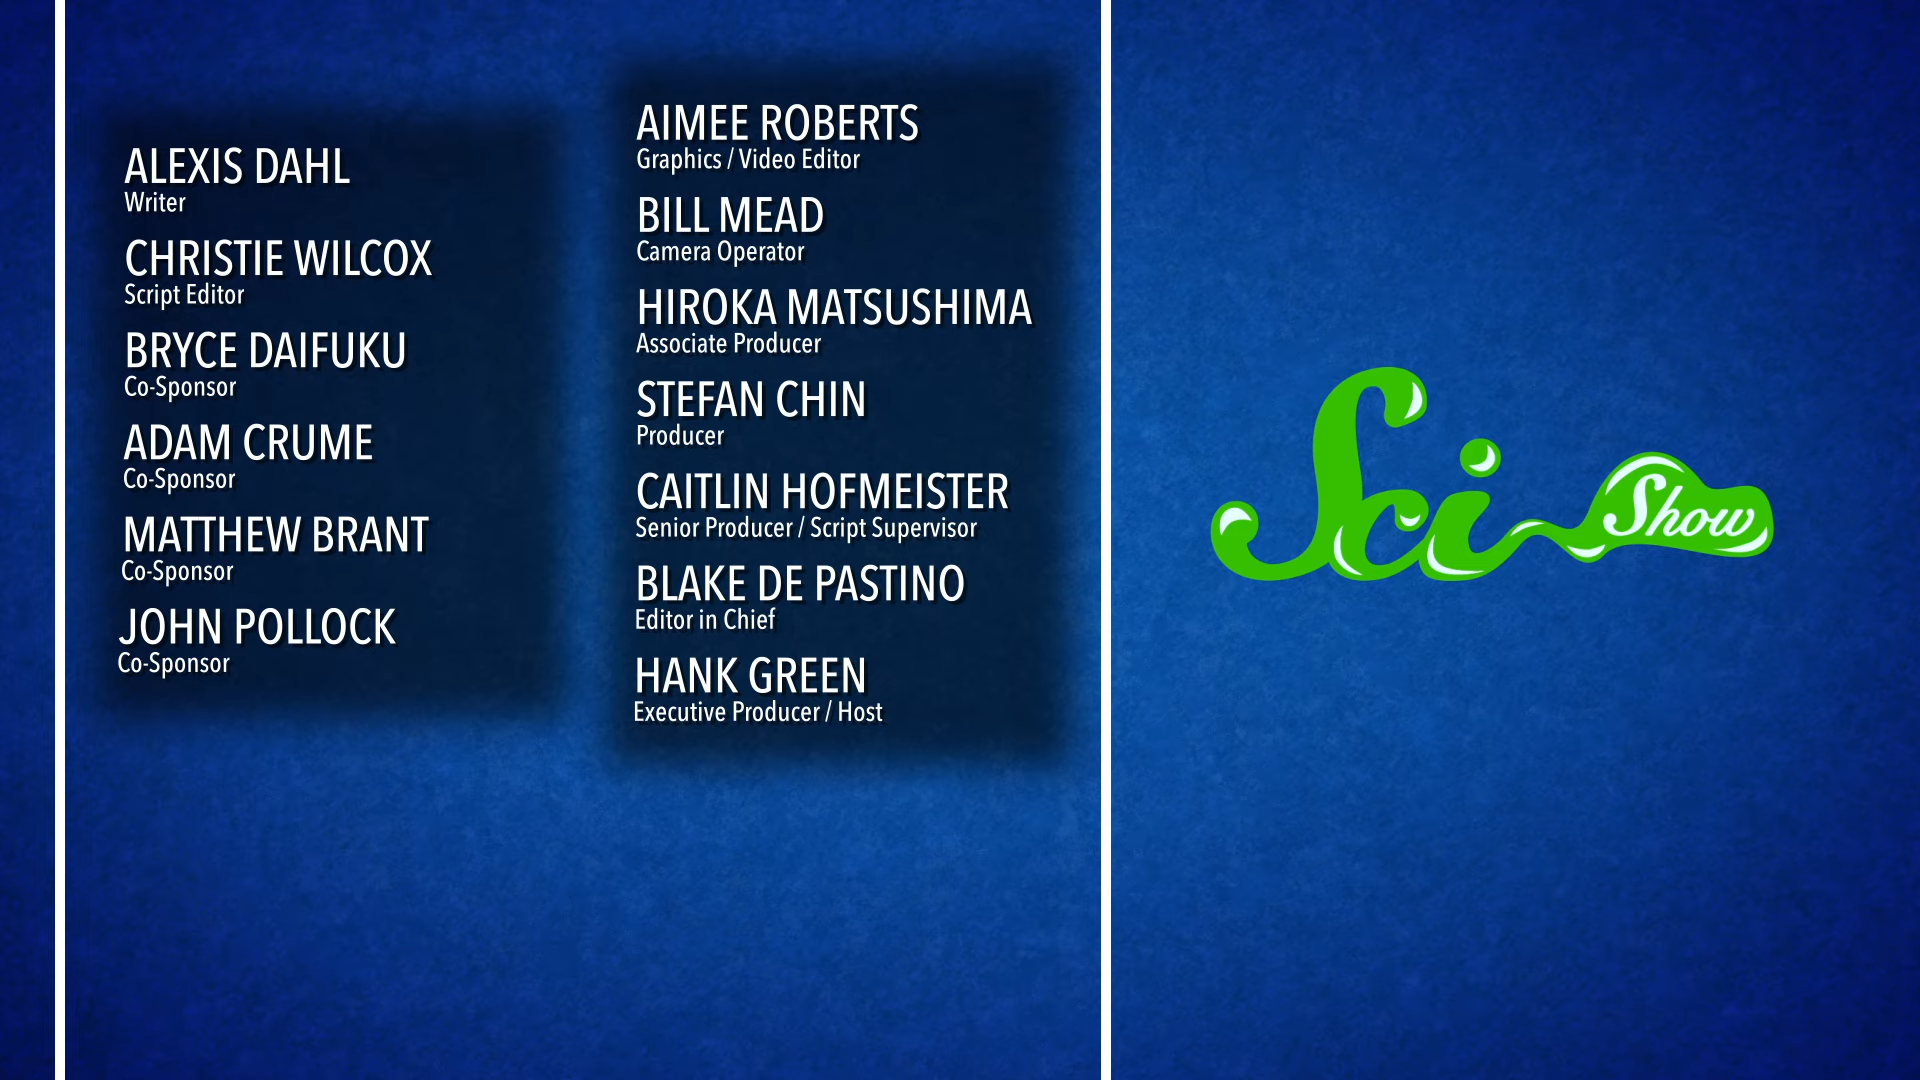 ALEXIS DAHL
Writer
CHRISTIE WILCOX
Script Editor
BRYCE DAIFUKU
Co-Sponsor
ADAM CRUME
Co-Sponsor
MATTHEW BRANT
Co-Sponsor
JOHN POLLOCK
Co-Sponsor
AIMEE ROBERTS
Graphics / Video Editor
BILL MEAD
Camera Operator
HIROKA MATSUSHIMA
Associate Producer
STEFAN CHIN
Producer
CAITLIN HOFMEISTER
Senior Producer / Script Supervisor
BLAKE DE PASTINO
Editor in Chief
HANK GREEN
Executive Producer / Host
Sci Show